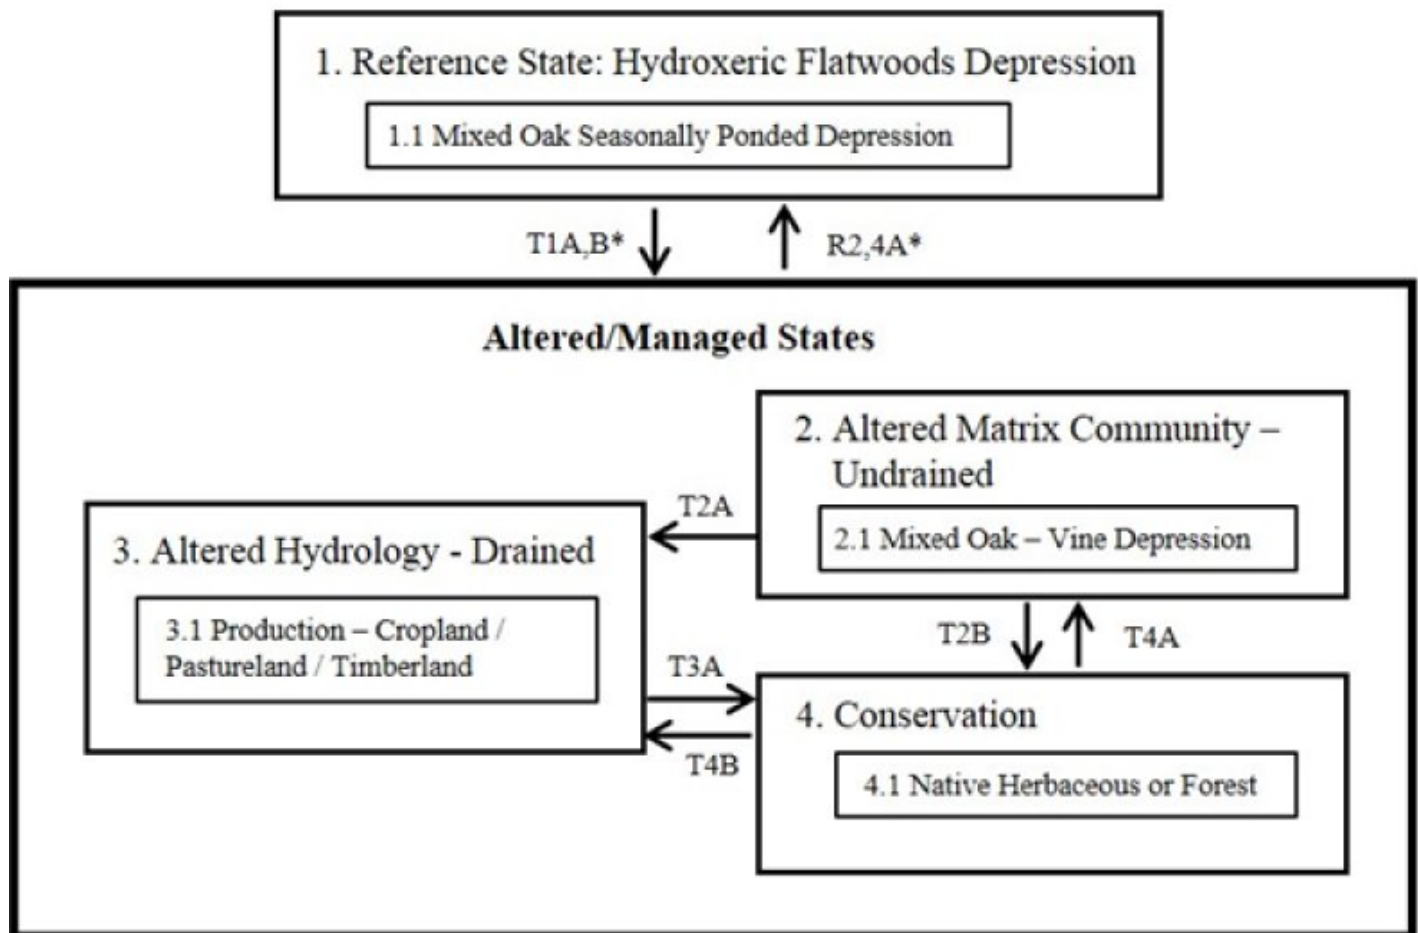 1. Reference State: Hydroxeric Flatwoods Depression
1.1 Mixed Oak Seasonally Ponded Depression
T1A,B*
R2,4A*
Altered/Managed States
2. Altered Matrix Community –
Undrained
2.1 Mixed Oak – Vine Depression
T2A
3. Altered Hydrology - Drained
3.1 Production – Cropland /
Pastureland / Timberland
T2B
T4A
T3A
T4B
4. Conservation
4.1 Native Herbaceous or Forest